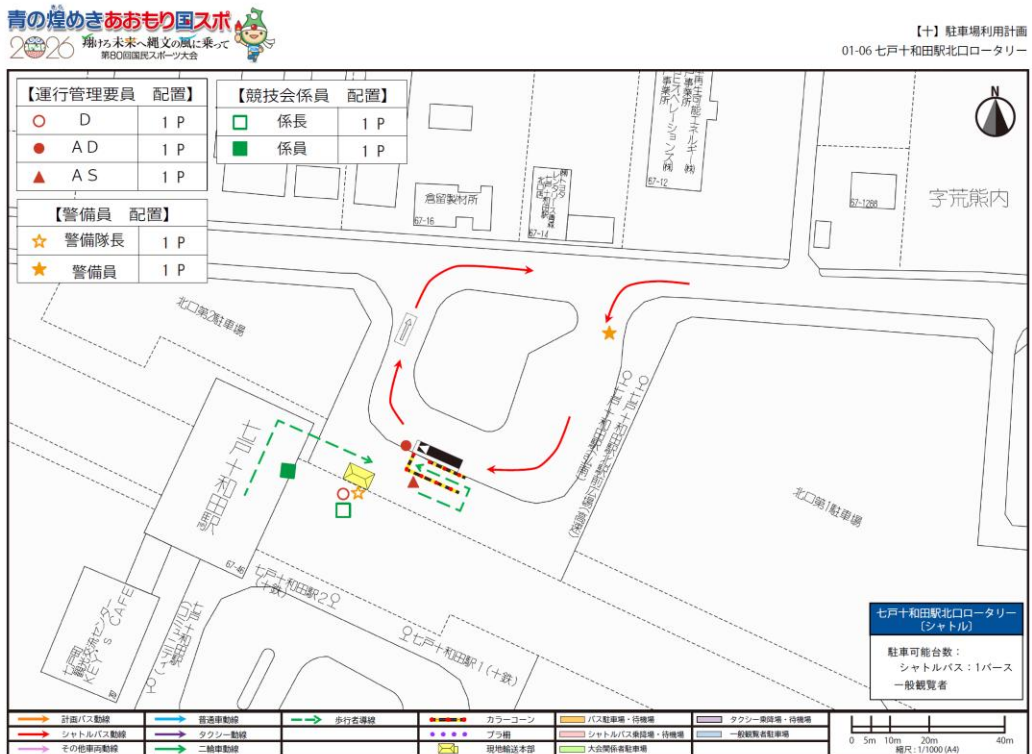 青の煌めきあおもり国スポ
2026 翔ける未来へ縄文の風に乗って
第80回国民スポーツ大会
【十】駐車場利用計画
01-06 七戸十和田駅北口ロータリー
【運行管理要員 配置】
D 1 P
AD 1 P
AS 1 P
【競技会係員 配置】
係長 1 P
係員 1 P
【警備員 配置】
警備隊長 1 P
警備員 1 P
N
倉留製材所
67-16
67-14
67-12
67-1288
字荒熊内
北口第2駐車場
七戸十和田駅
67-46
北口第1駐車場
七戸十和田駅2
(十鉄)
七戸十和田駅1(十鉄)
KEY's CAFE
七戸十和田駅北口ロータリー
〔シャトル〕
駐車可能台数:
シャトルバス:1バース
一般観覧者
計画バス動線
普通車動線
歩行者導線
カラーコーン
バス駐車場・待機場
タクシー乗降場・待機場
シャトルバス動線
タクシー動線
プラ柵
シャトルバス乗降場・待機場
一般観覧者駐車場
その他車両動線
二輪車動線
現地輸送本部
大会関係者駐車場
0 5m 10m 20m 40m
縮尺:1/1000 (A4)